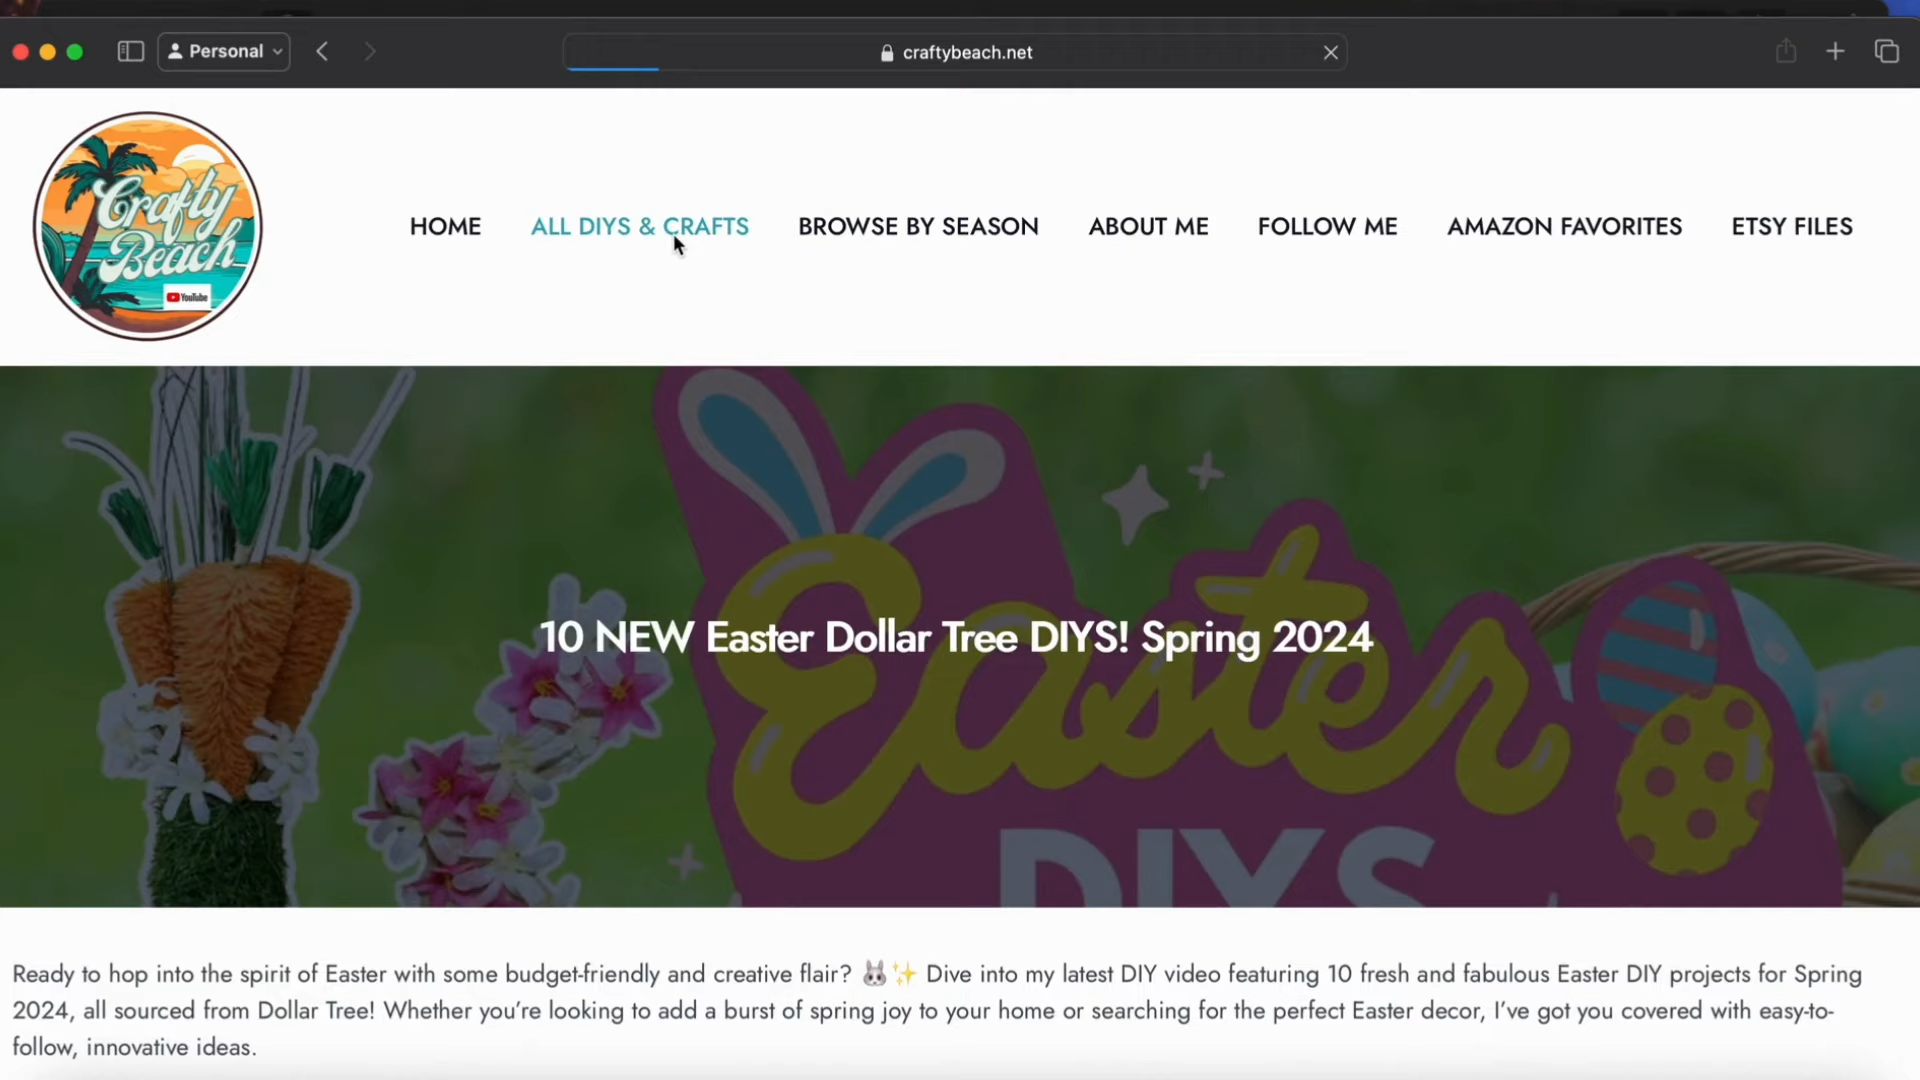 Personal
craftybeach.net
Crafty
Beach
YouTube
HOME
ALL DIYS & CRAFTS
BROWSE BY SEASON
ABOUT ME
FOLLOW ME
AMAZON FAVORITES
ETSY FILES
10 NEW Easter Dollar Tree DIYS! Spring 2024
Easter
DIYS
Ready to hop into the spirit of Easter with some budget-friendly and creative flair? 🐰✨ Dive into my latest DIY video featuring 10 fresh and fabulous Easter DIY projects for Spring
2024, all sourced from Dollar Tree! Whether you’re looking to add a burst of spring joy to your home or searching for the perfect Easter decor, I’ve got you covered with easy-to-
follow, innovative ideas.